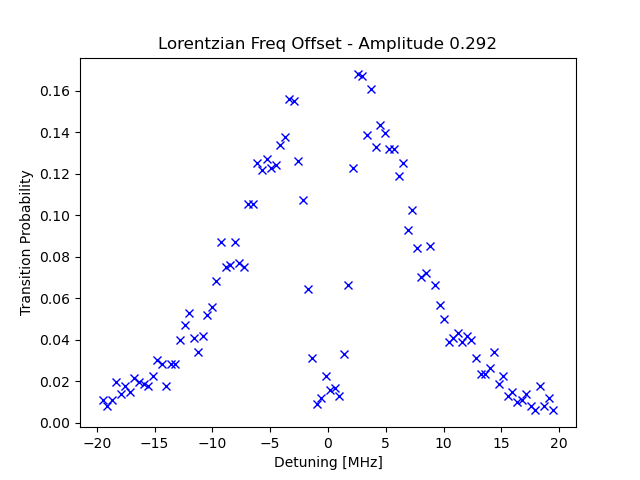 Lorentzian Freq Offset - Amplitude 0.292
Transition Probability
0.16
0.14
0.12
0.10
0.08
0.06
0.04
0.02
0.00
−20 −15 −10 −5 0 5 10 15 20
Detuning [MHz]